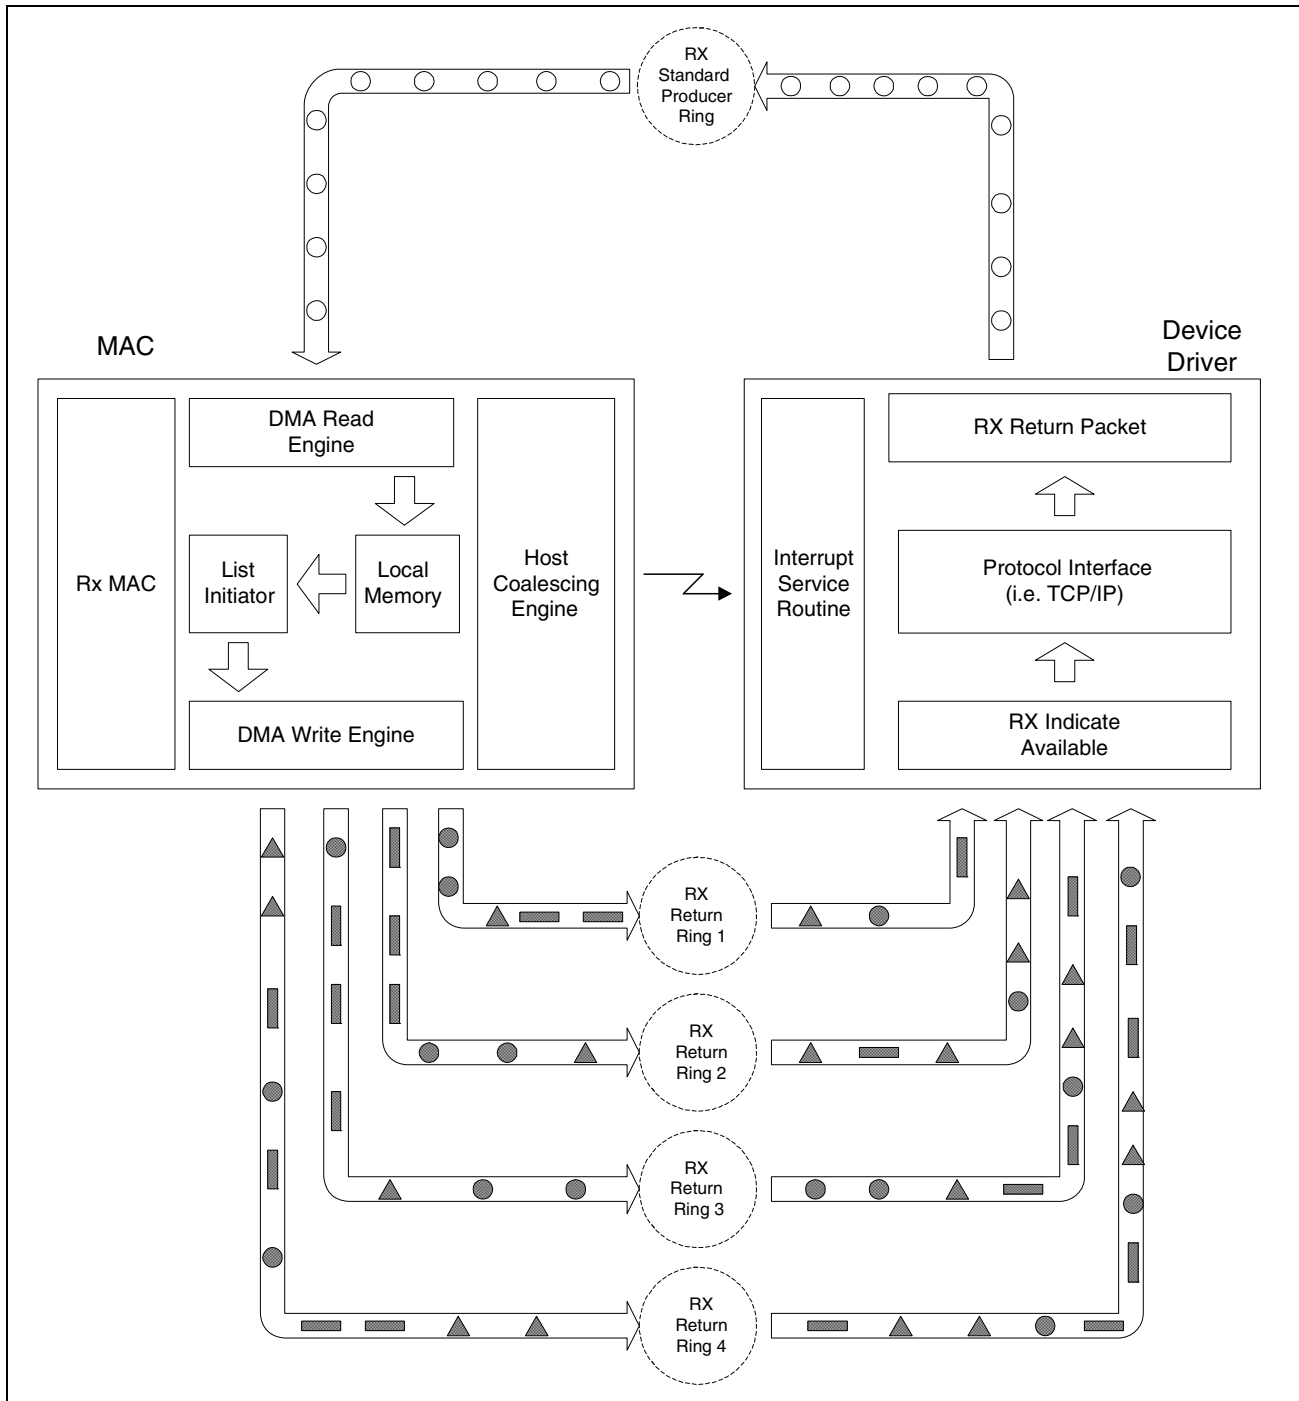 RX
Standard
Producer
Ring
MAC
Device
Driver
DMA Read
Engine
Rx MAC
List
Initiator
Local
Memory
Host
Coalescing
Engine
DMA Write Engine
Interrupt
Service
Routine
RX Return Packet
Protocol Interface
(i.e. TCP/IP)
RX Indicate
Available
RX
Return
Ring 1
RX
Return
Ring 2
RX
Return
Ring 3
RX
Return
Ring 4